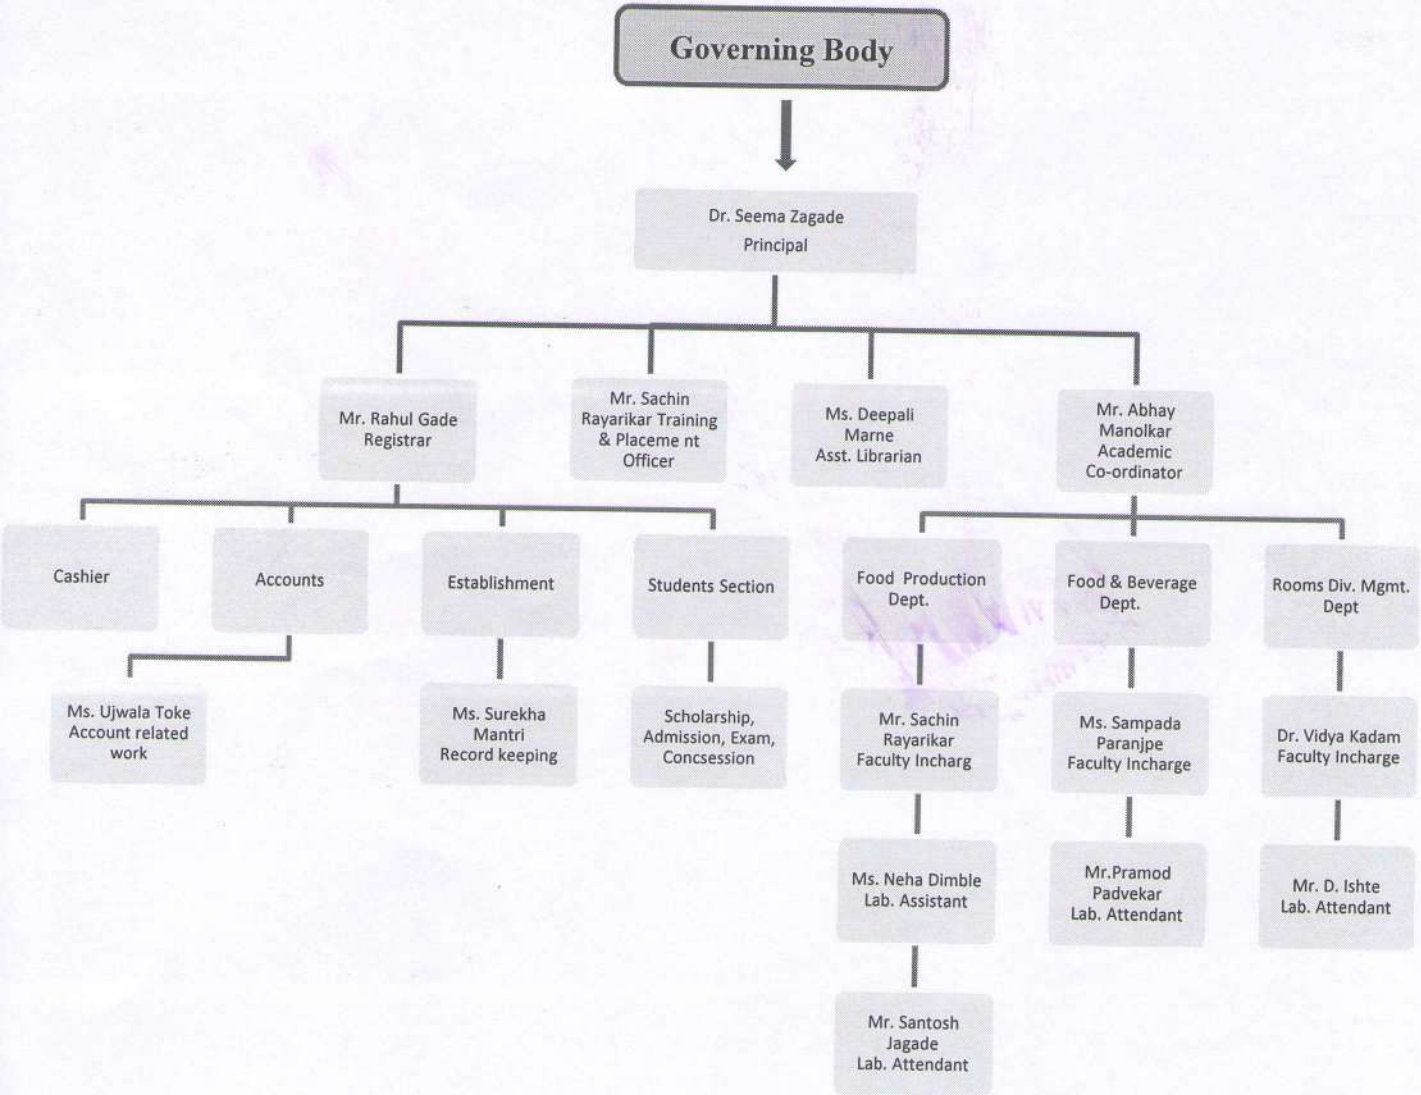 Governing Body
Dr. Seema Zagade
Principal
Mr. Rahul Gade
Registrar
Mr. Sachin
Rayarikar Training
& Placeme nt
Officer
Ms. Deepali
Marne
Asst. Librarian
Mr. Abhay
Manolkar
Academic
Co-ordinator
Cashier
Accounts
Establishment
Students Section
Food Production
Dept.
Food & Beverage
Dept.
Rooms Div. Mgmt.
Dept
Ms. Ujwala Toke
Account related
work
Ms. Surekha
Mantri
Record keeping
Scholarship,
Admission, Exam,
Concsession
Mr. Sachin
Rayarikar
Faculty Incharg
Ms. Sampada
Paranjpe
Faculty Incharge
Dr. Vidya Kadam
Faculty Incharge
Ms. Neha Dimble
Lab. Assistant
Mr.Pramod
Padvekar
Lab. Attendant
Mr. D. Ishte
Lab. Attendant
Mr. Santosh
Jagade
Lab. Attendant